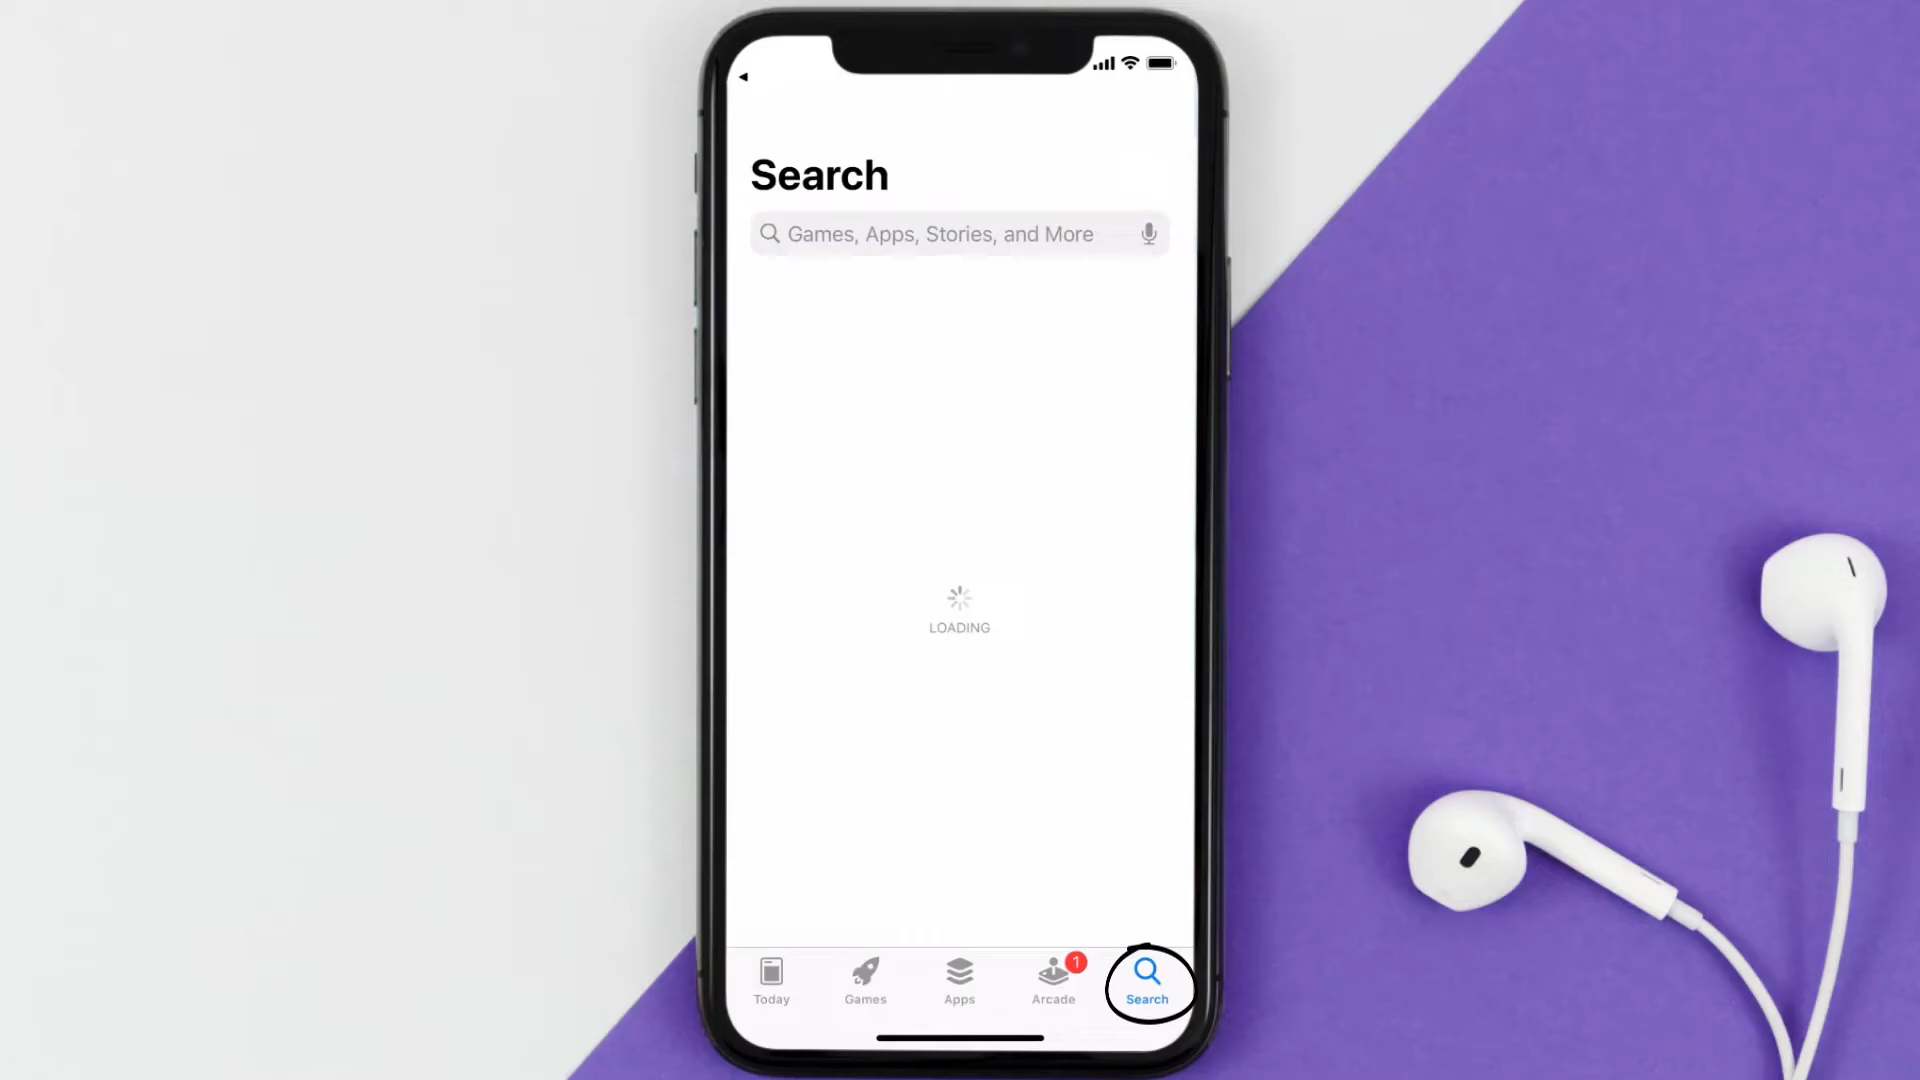 Search
Games, Apps, Stories, and More
LOADING
1
Today
Games
Apps
Arcade
Search